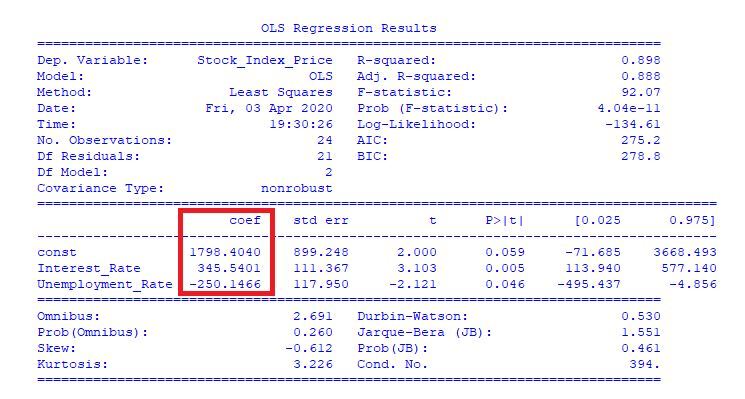 OLS Regression Results
==============================================================================
Dep. Variable:      Stock_Index_Price   R-squared:                       0.898
Model:                            OLS   Adj. R-squared:                  0.888
Method:                 Least Squares   F-statistic:                     92.07
Date:                Fri, 03 Apr 2020   Prob (F-statistic):           4.04e-11
Time:                        19:30:26   Log-Likelihood:                -134.61
No. Observations:                  24   AIC:                             275.2
Df Residuals:                      21   BIC:                             278.8
Df Model:                           2
Covariance Type:            nonrobust
=====================================================================================
                        coef    std err          t      P>|t|      [0.025      0.975]
-------------------------------------------------------------------------------------
const              1798.4040    899.248      2.000      0.059     -71.685    3668.493
Interest_Rate       345.5401    111.367      3.103      0.005     113.940     577.140
Unemployment_Rate  -250.1466    117.950     -2.121      0.046    -495.437      -4.856
==============================================================================
Omnibus:                        2.691   Durbin-Watson:                   0.530
Prob(Omnibus):                  0.260   Jarque-Bera (JB):                1.551
Skew:                          -0.612   Prob(JB):                        0.461
Kurtosis:                       3.226   Cond. No.                         394.
==============================================================================